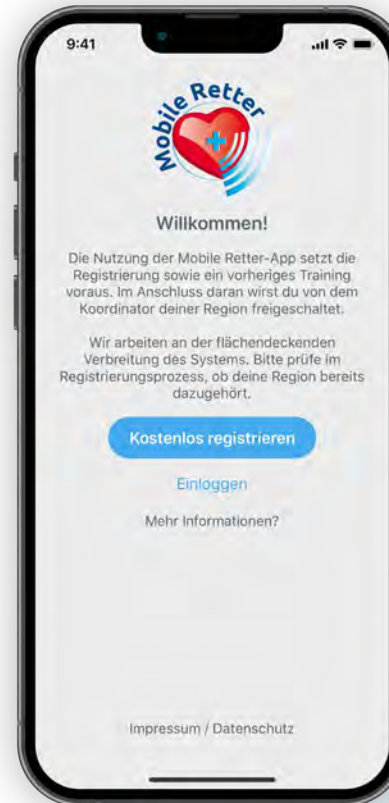 9:41
Mobile Retter
Willkommen!
Die Nutzung der Mobile Retter-App setzt die
Registrierung sowie ein vorheriges Training
voraus. Im Anschluss daran wirst du von dem
Koordinator deiner Region freigeschaltet.
Wir arbeiten an der flächendeckenden
Verbreitung des Systems. Bitte prüfe im
Registrierungsprozess, ob deine Region bereits
dazugehört.
Kostenlos registrieren
Einloggen
Mehr Informationen?
Impressum / Datenschutz